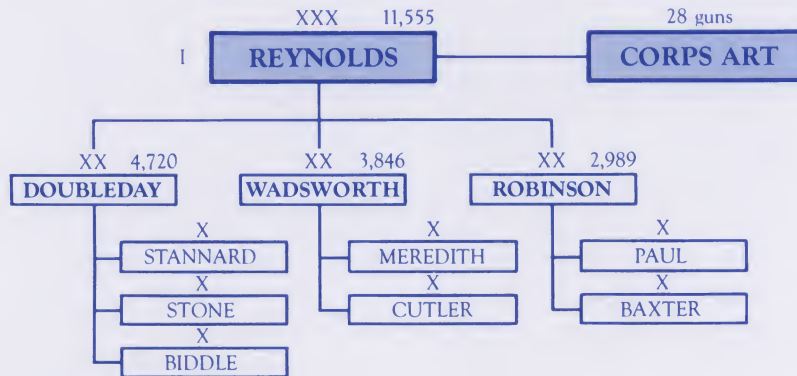 XXX 11,555
28 guns
I REYNOLDS
CORPS ART
XX 4,720
XX 3,846
XX 2,989
DOUBLEDAY
WADSWORTH
ROBINSON
X
X
X
STANNARD
MEREDITH
PAUL
X
X
X
STONE
CUTLER
BAXTER
X
BIDDLE